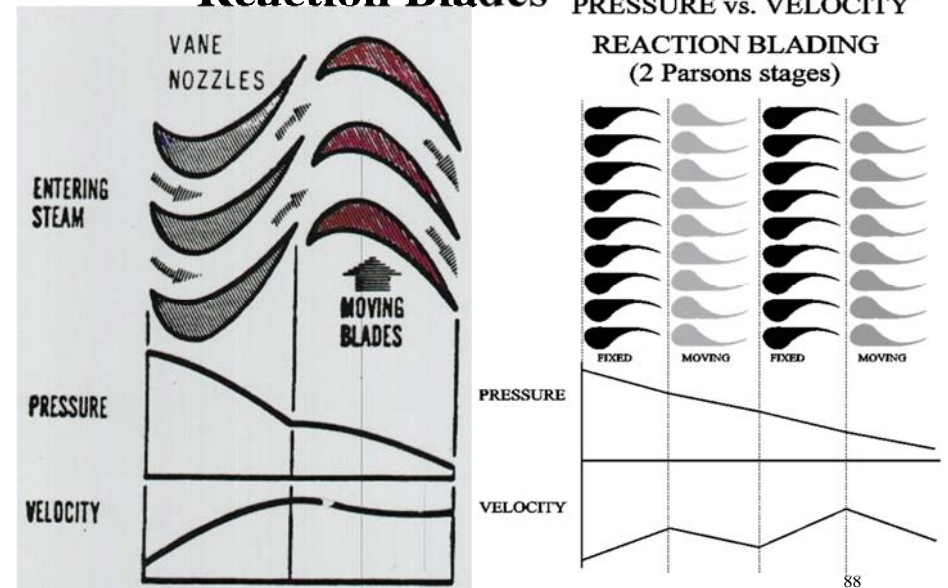 Reaction Blades
PRESSURE vs. VELOCITY
VANE
NOZZLES
ENTERING
STEAM
MOVING
BLADES
PRESSURE
VELOCITY
REACTION BLADING
(2 Parsons stages)
FIXED
MOVING
FIXED
MOVING
PRESSURE
VELOCITY
88